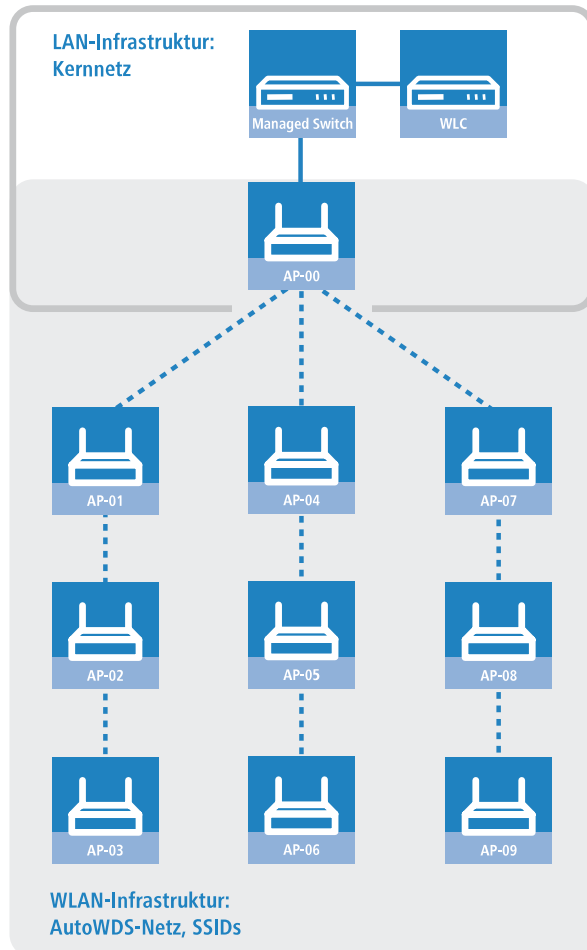 LAN-Infrastruktur:
Kernnetz
Managed Switch
WLC
AP-00
AP-01
AP-04
AP-07
AP-02
AP-05
AP-08
AP-03
AP-06
AP-09
WLAN-Infrastruktur:
AutoWDS-Netz, SSIDs